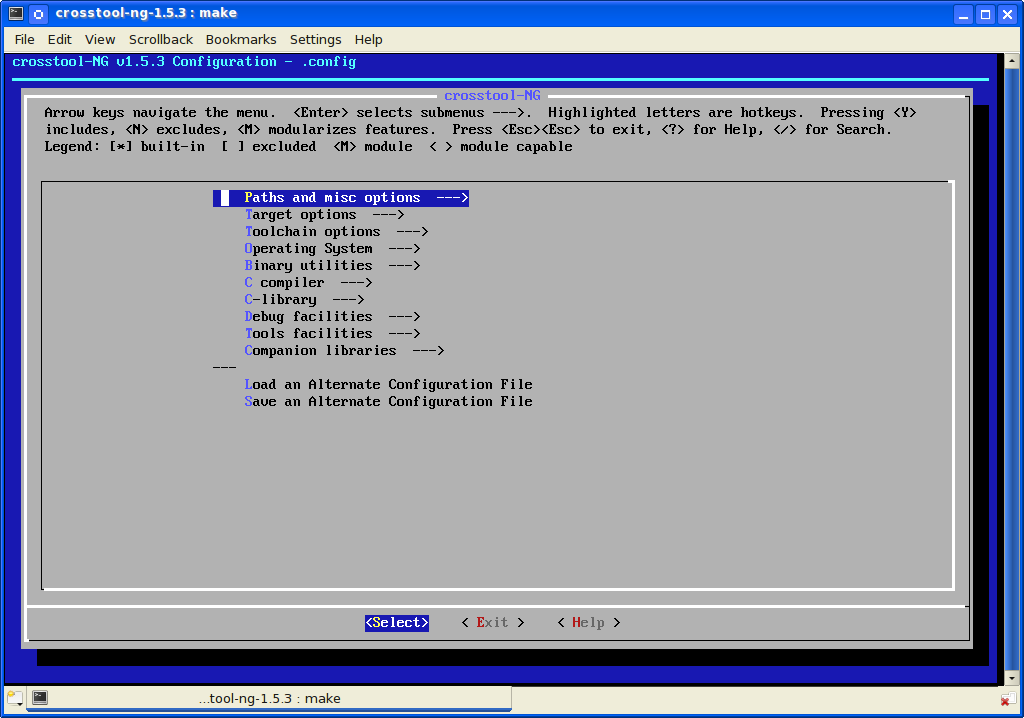 crosstool-ng-1.5.3 : make
File Edit View Scrollback Bookmarks Settings Help
crosstool-NG v1.5.3 Configuration - .config
crosstool-NG
Arrow keys navigate the menu.  <Enter> selects submenus --->.  Highlighted letters are hotkeys.  Pressing <Y>
includes, <N> excludes, <M> modularizes features.  Press <Esc><Esc> to exit, <?> for Help, </> for Search.
Legend: [*] built-in  [ ] excluded  <M> module  < > module capable
Paths and misc options  --->
Target options  --->
Toolchain options  --->
Operating System  --->
Binary utilities  --->
C compiler  --->
C-library  --->
Debug facilities  --->
Tools facilities  --->
Companion libraries  --->
---
Load an Alternate Configuration File
Save an Alternate Configuration File
<Select>    < Exit >    < Help >
...tool-ng-1.5.3 : make